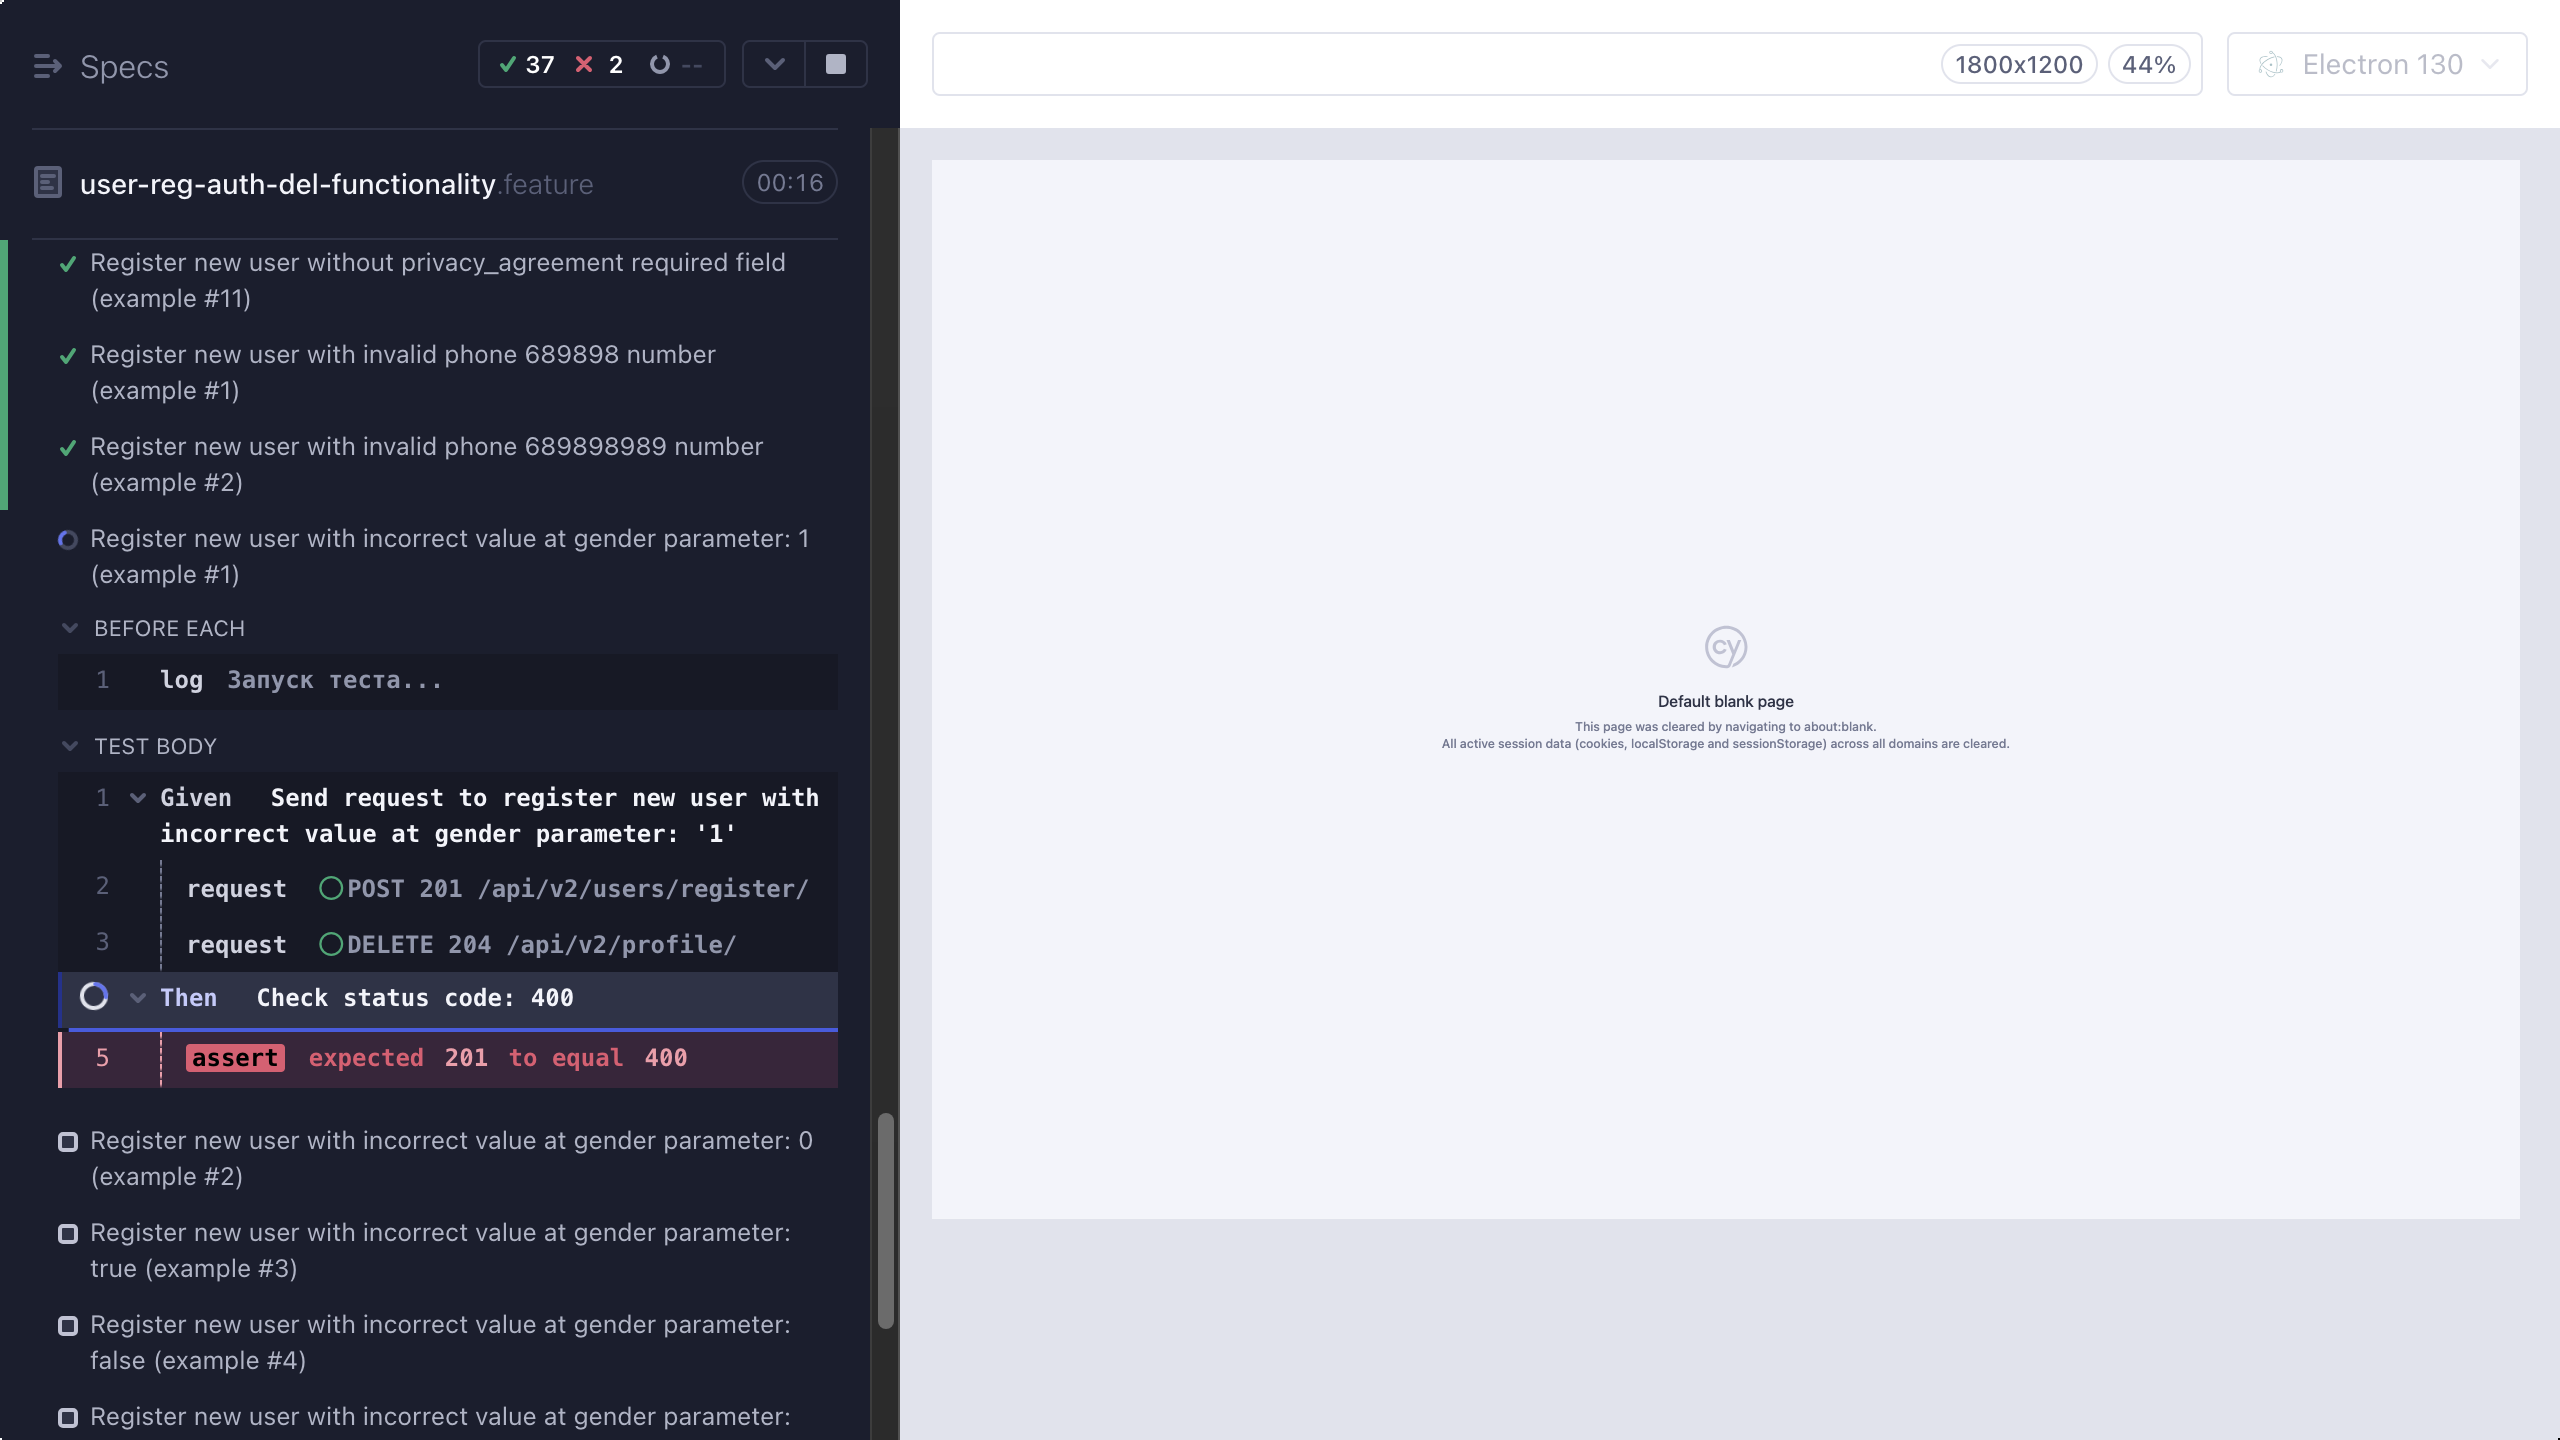 Specs
37 2 --
1800x1200 44% Electron 130
user-reg-auth-del-functionality.feature 00:16
Register new user without privacy_agreement required field
(example #11)
Register new user with invalid phone 689898 number
(example #1)
Register new user with invalid phone 689898989 number
(example #2)
Register new user with incorrect value at gender parameter: 1
(example #1)
BEFORE EACH
1 log Запуск теста...
TEST BODY
1 Given Send request to register new user with
incorrect value at gender parameter: '1'
2 request POST 201 /api/v2/users/register/
3 request DELETE 204 /api/v2/profile/
Then Check status code: 400
5 assert expected 201 to equal 400
Register new user with incorrect value at gender parameter: 0
(example #2)
Register new user with incorrect value at gender parameter:
true (example #3)
Register new user with incorrect value at gender parameter:
false (example #4)
Register new user with incorrect value at gender parameter:
cy
Default blank page
This page was cleared by navigating to about:blank.
All active session data (cookies, localStorage and sessionStorage) across all domains are cleared.